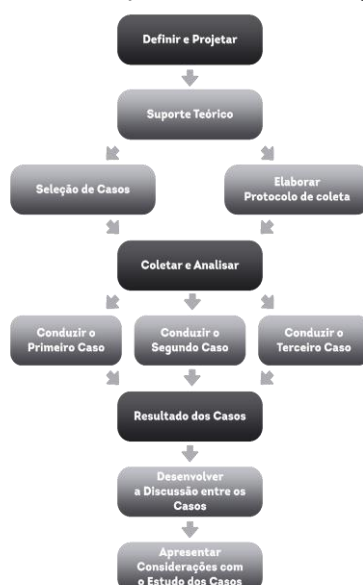 Definir e Projetar
Suporte Teórico
Seleção de Casos
Elaborar
Protocolo de coleta
Coletar e Analisar
Conduzir o
Primeiro Caso
Conduzir o
Segundo Caso
Conduzir o
Terceiro Caso
Resultado dos Casos
Desenvolver
a Discussão entre os
Casos
Apresentar
Considerações com
o Estudo dos Casos